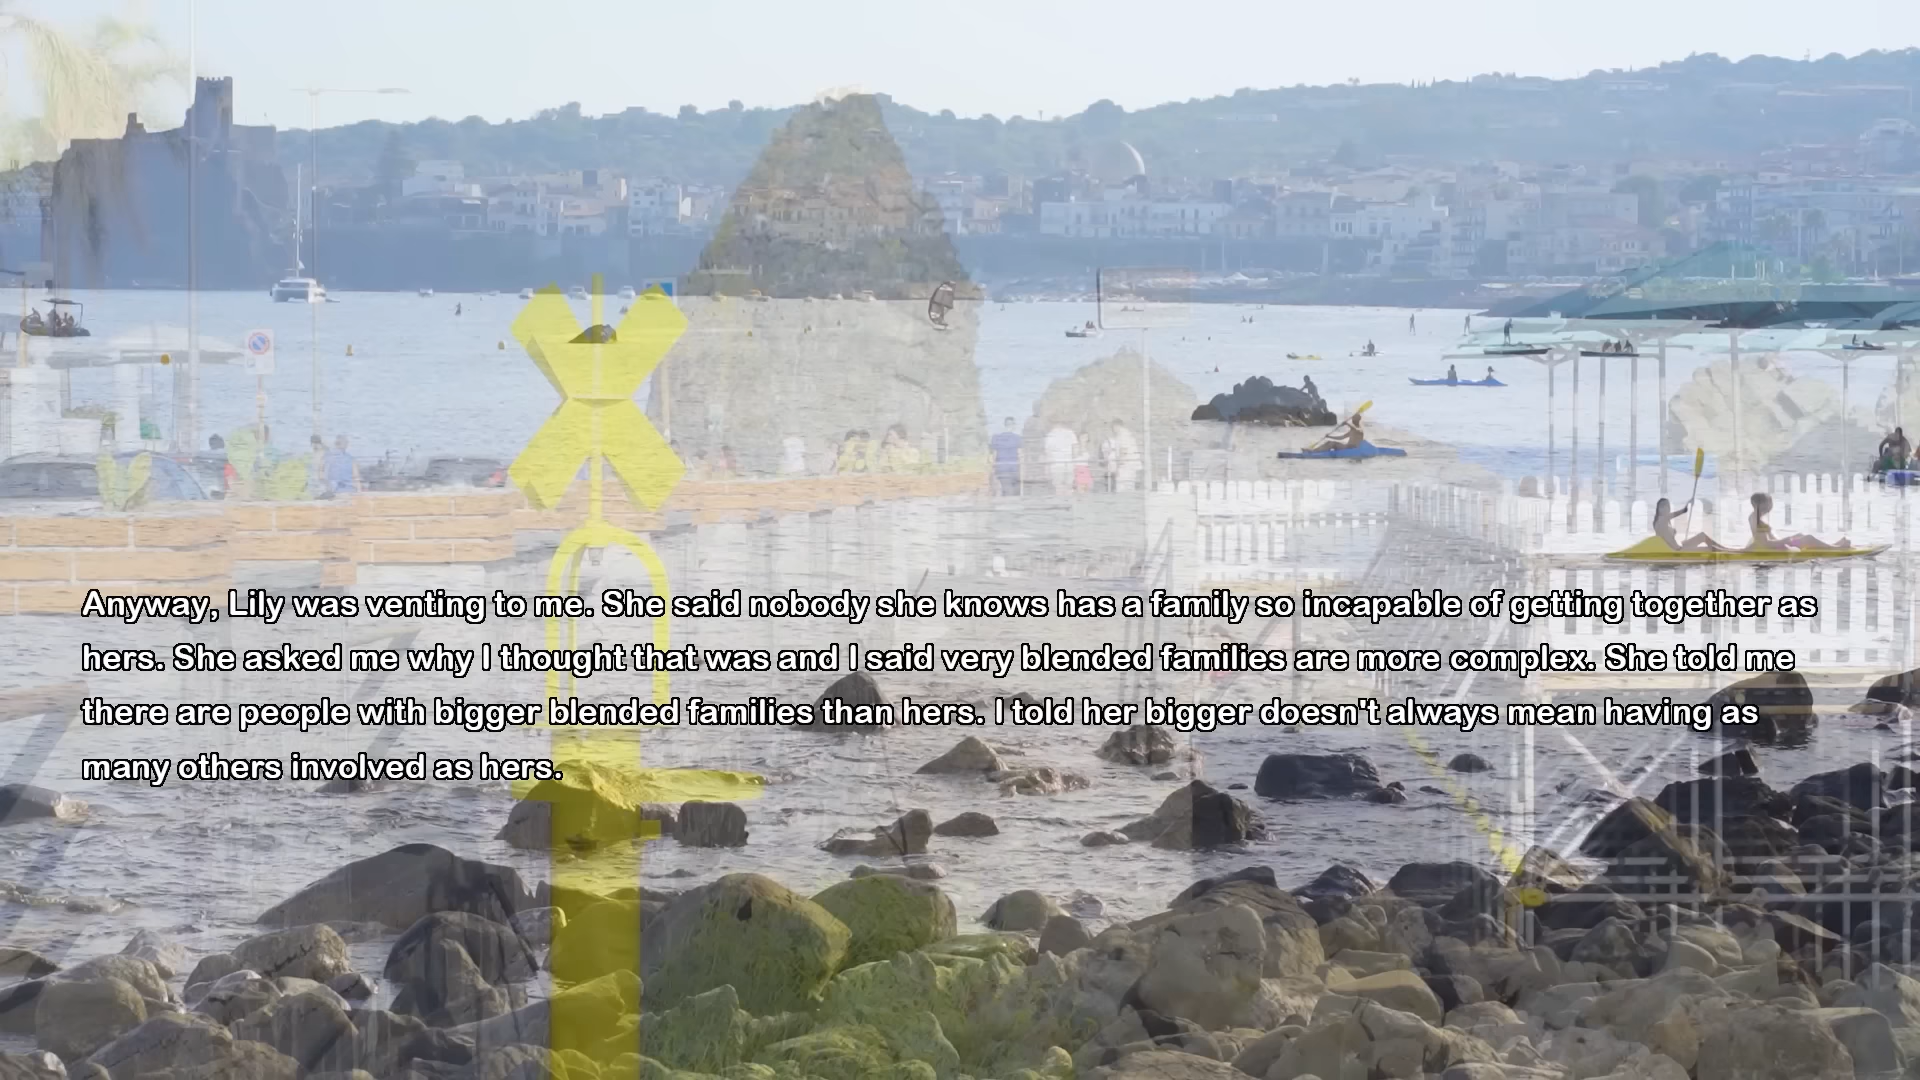 Anyway, Lily was venting to me. She said nobody she knows has a family so incapable of getting together as
hers. She asked me why I thought that was and I said very blended families are more complex. She told me
there are people with bigger blended families than hers. I told her bigger doesn't always mean having as
many others involved as hers.